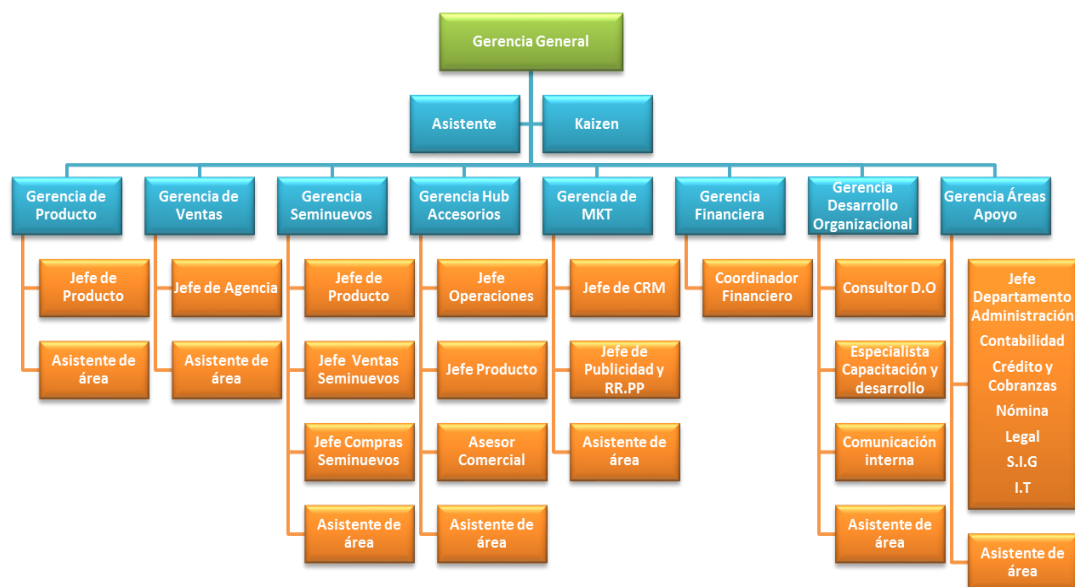 Gerencia General
Asistente
Kaizen
Gerencia de
Producto
Gerencia de
Ventas
Gerencia
Seminuevos
Gerencia Hub
Accesorios
Gerencia de
MKT
Gerencia
Financiera
Gerencia
Desarrollo
Organizacional
Gerencia Áreas
Apoyo
Jefe de
Producto
Asistente de
área
Jefe de Agencia
Asistente de
área
Jefe de
Producto
Jefe Ventas
Seminuevos
Jefe Compras
Seminuevos
Asistente de
área
Jefe
Operaciones
Jefe Producto
Asesor
Comercial
Asistente de
área
Jefe de CRM
Jefe de
Publicidad y
RR.PP
Asistente de
área
Coordinador
Financiero
Consultor D.O
Especialista
Capacitación y
desarrollo
Comunicación
interna
Asistente de
área
Jefe
Departamento
Administración
Contabilidad
Crédito y
Cobranzas
Nómina
Legal
S.I.G
I.T
Asistente de
área